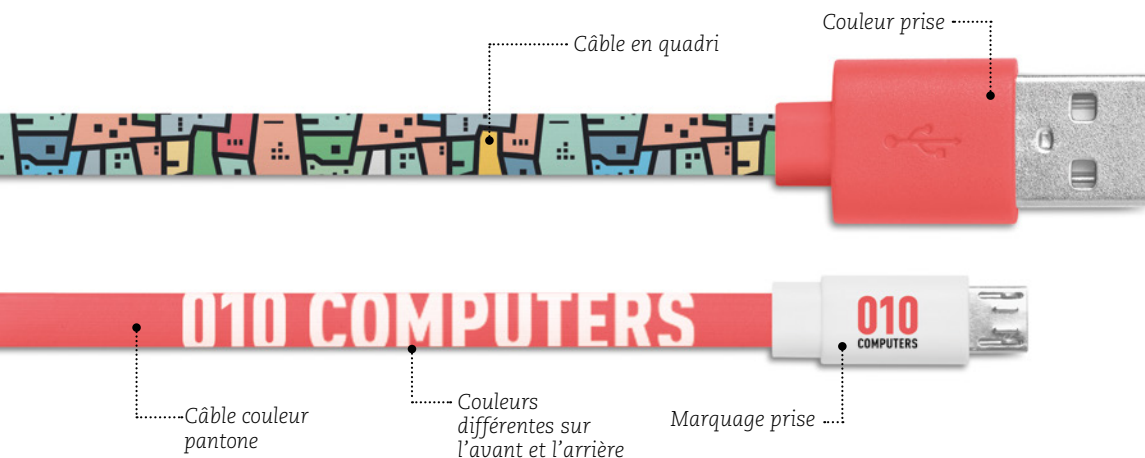 Couleur prise
Câble en quadri
010 COMPUTERS
010
COMPUTERS
Câble couleur
pantone
Couleurs
différentes sur
l'avant et l'arrière
Marquage prise